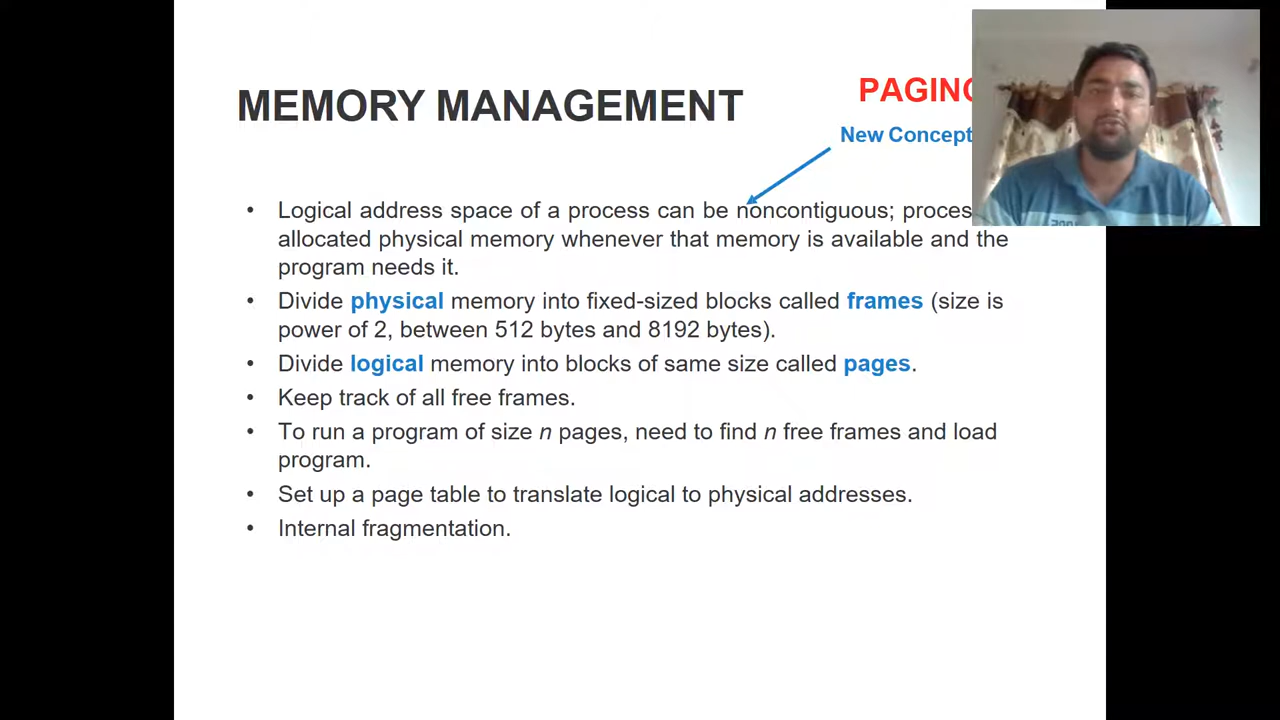 MEMORY MANAGEMENT
PAGING
New Concept
• Logical address space of a process can be noncontiguous; process
allocated physical memory whenever that memory is available and the
program needs it.
• Divide physical memory into fixed-sized blocks called frames (size is
power of 2, between 512 bytes and 8192 bytes).
• Divide logical memory into blocks of same size called pages.
• Keep track of all free frames.
• To run a program of size n pages, need to find n free frames and load
program.
• Set up a page table to translate logical to physical addresses.
• Internal fragmentation.